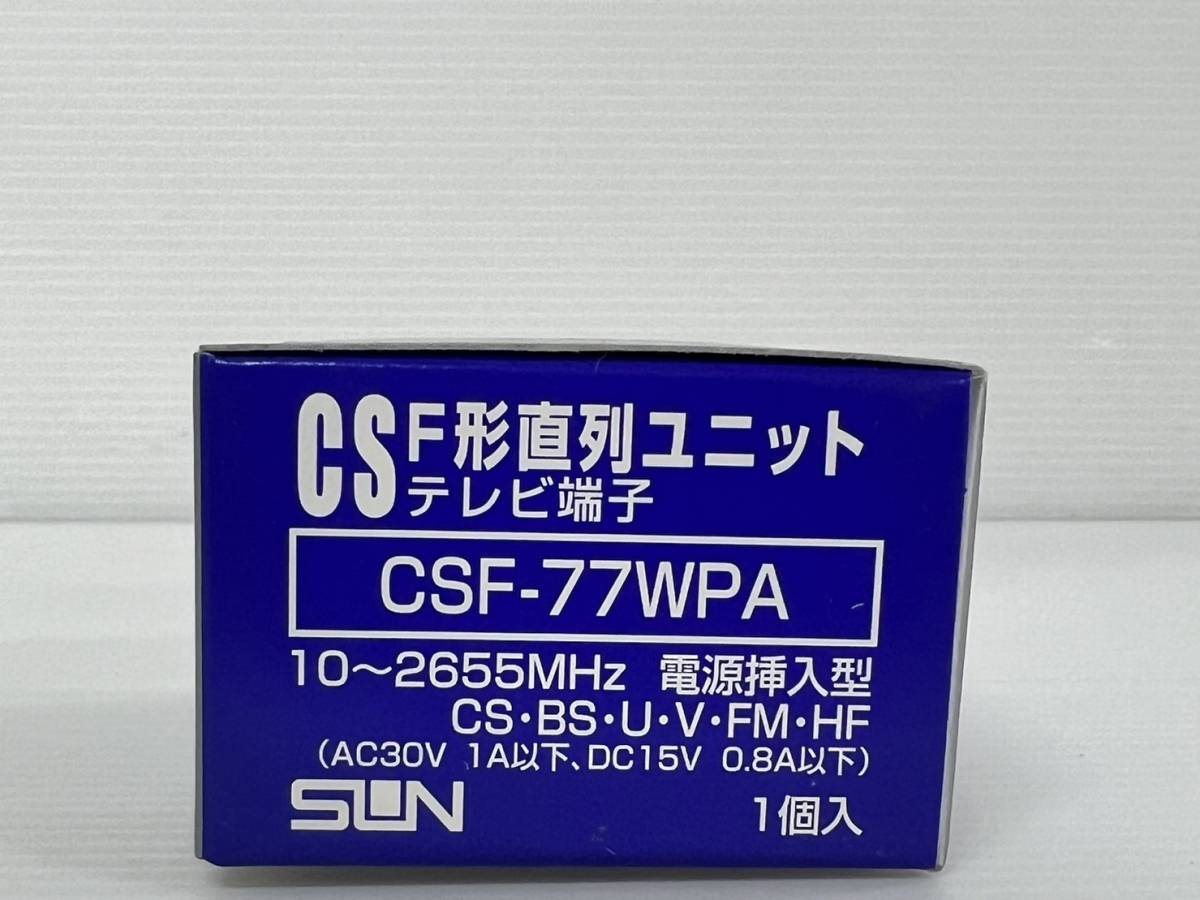 CS F形直列ユニット
テレビ端子
CSF-77WPA
10〜2655MHz 電源挿入型
CS・BS・U・V・FM・HF
(AC30V 1A以下、DC15V 0.8A以下)
SUN 1個入